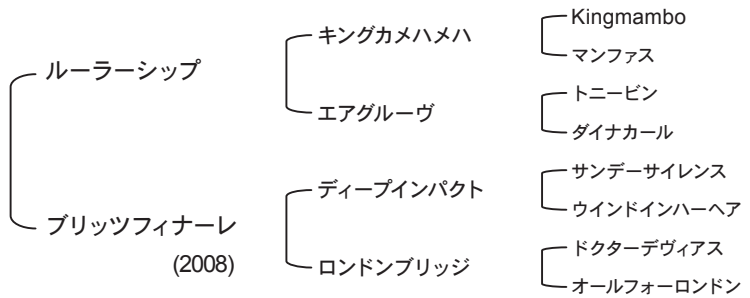 ルーラーシップ
キングカメハメハ
Kingmambo
マンファス
エアグルーヴ
トニービン
ダイナカール
ブリッツフィナーレ
(2008)
ディープインパクト
サンデーサイレンス
ウインドインハーヘア
ロンドンブリッジ
ドクターデヴィアス
オールフォーロンドン